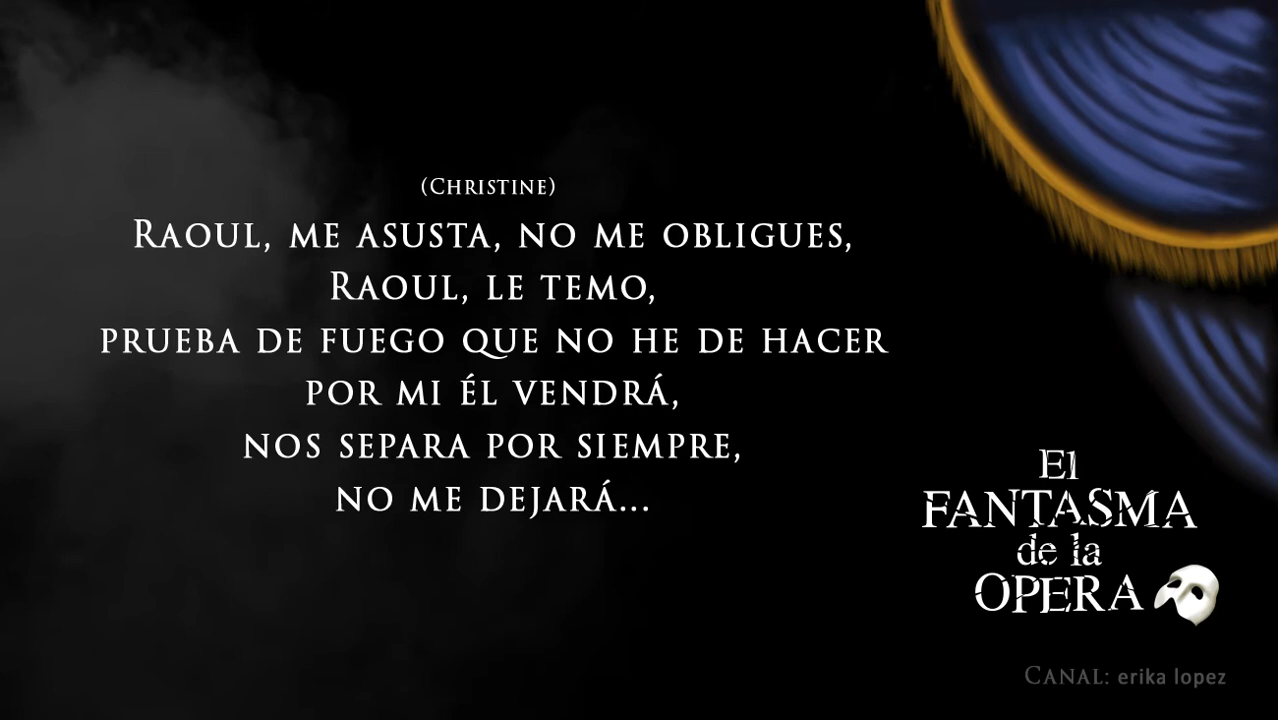 (Christine)
Raoul, me asusta, no me obligues,
Raoul, le temo,
prueba de fuego que no he de hacer
por mi él vendrá,
nos separa por siempre,
no me dejará...
El
FANTASMA
de la
OPERA
Canal: erika lopez